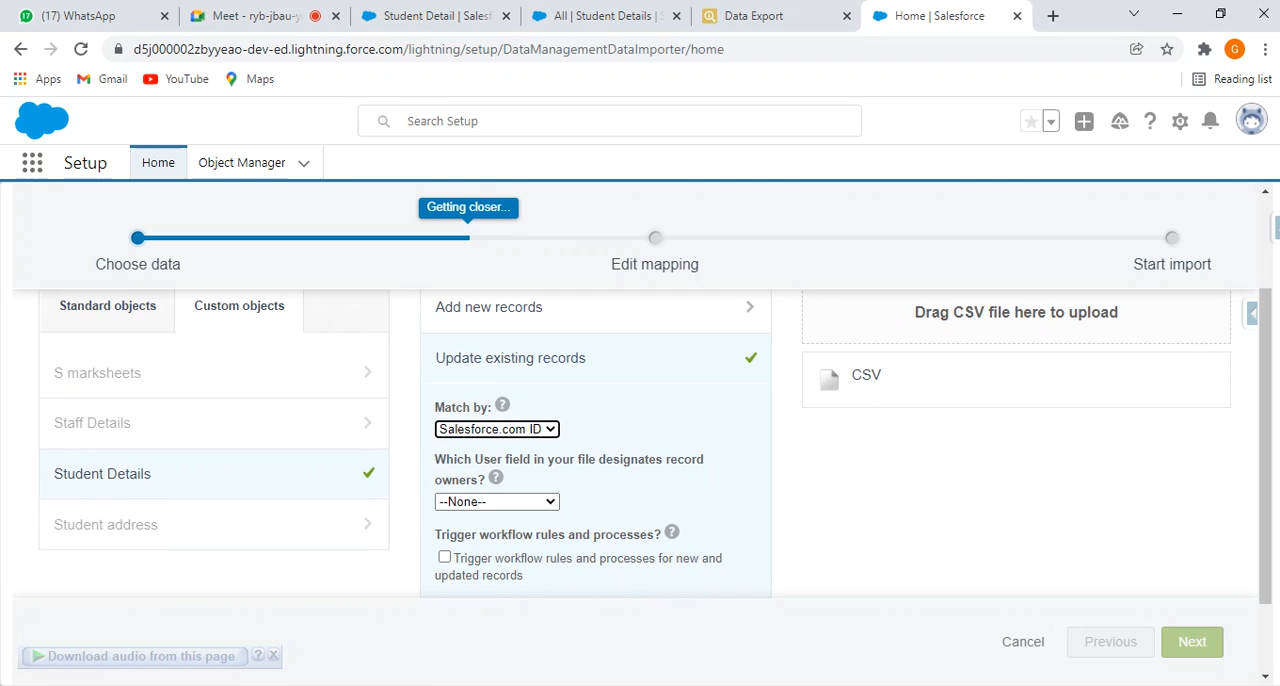 (17) WhatsApp
Meet - ryb-jbau-y
Student Detail | Salesf
All | Student Details | S
Data Export
Home | Salesforce
d5j000002zbyyeao-dev-ed.lightning.force.com/lightning/setup/DataManagementDataImporter/home
G
Apps
Gmail
YouTube
Maps
Reading list
Search Setup
Setup
Home
Object Manager
Getting closer...
Choose data
Edit mapping
Start import
Standard objects
Custom objects
S marksheets
Staff Details
Student Details
Student address
Add new records
Update existing records
Match by: ?
Salesforce.com ID
Which User field in your file designates record
owners? ?
--None--
Trigger workflow rules and processes? ?
Trigger workflow rules and processes for new and
updated records
Drag CSV file here to upload
CSV
Download audio from this page ? X
Cancel
Previous
Next